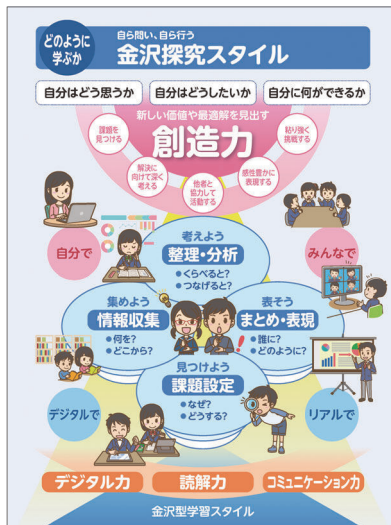 どのように
学ぶか
自ら問い、自ら行う
金沢探究スタイル
自分はどう思うか
自分はどうしたいか
自分に何ができるか
新しい価値や最適解を見出す
創造力
課題を
見つける
解決に
向けて深く
考える
他者と
協力して
活動する
感性豊かに
表現する
粘り強く
挑戦する
自分で
みんなで
考えよう
整理・分析
●くらべると?
●つなげると?
集めよう
情報収集
●何を?
●どこから?
表そう
まとめ・表現
●誰に?
●どのように?
見つけよう
課題設定
●なぜ?
●どうする?
デジタルで
リアルで
デジタル力
読解力
コミュニケーション力
金沢型学習スタイル